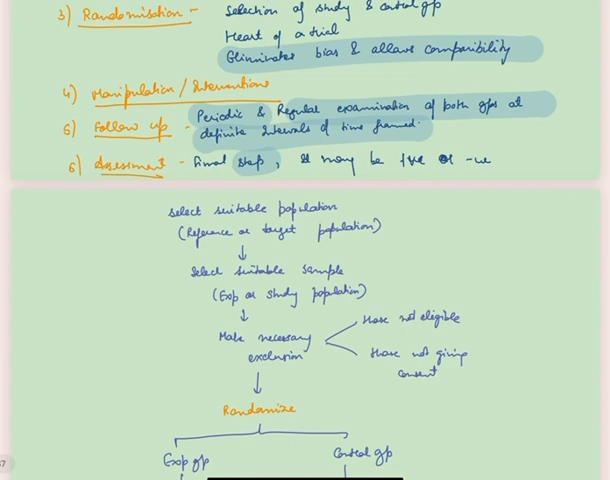 3) Randomisation - Selection of study & control gp
Heart of a trial
Eliminates bias & allows comparibility
4) Manipulation / Interventions
5) Follow up - Periodic & Regular examination of both gps at
definite intervals of time framed.
6) Assessment - final step, It may be +ve or -ve
Select suitable population
(Reference or target population)
↓
Select suitable sample
(Exp or study population)
↓
Make necessary
exclusion
those not eligible
those not giving
consent
↓
Randomize
Exp gp
Control gp
37